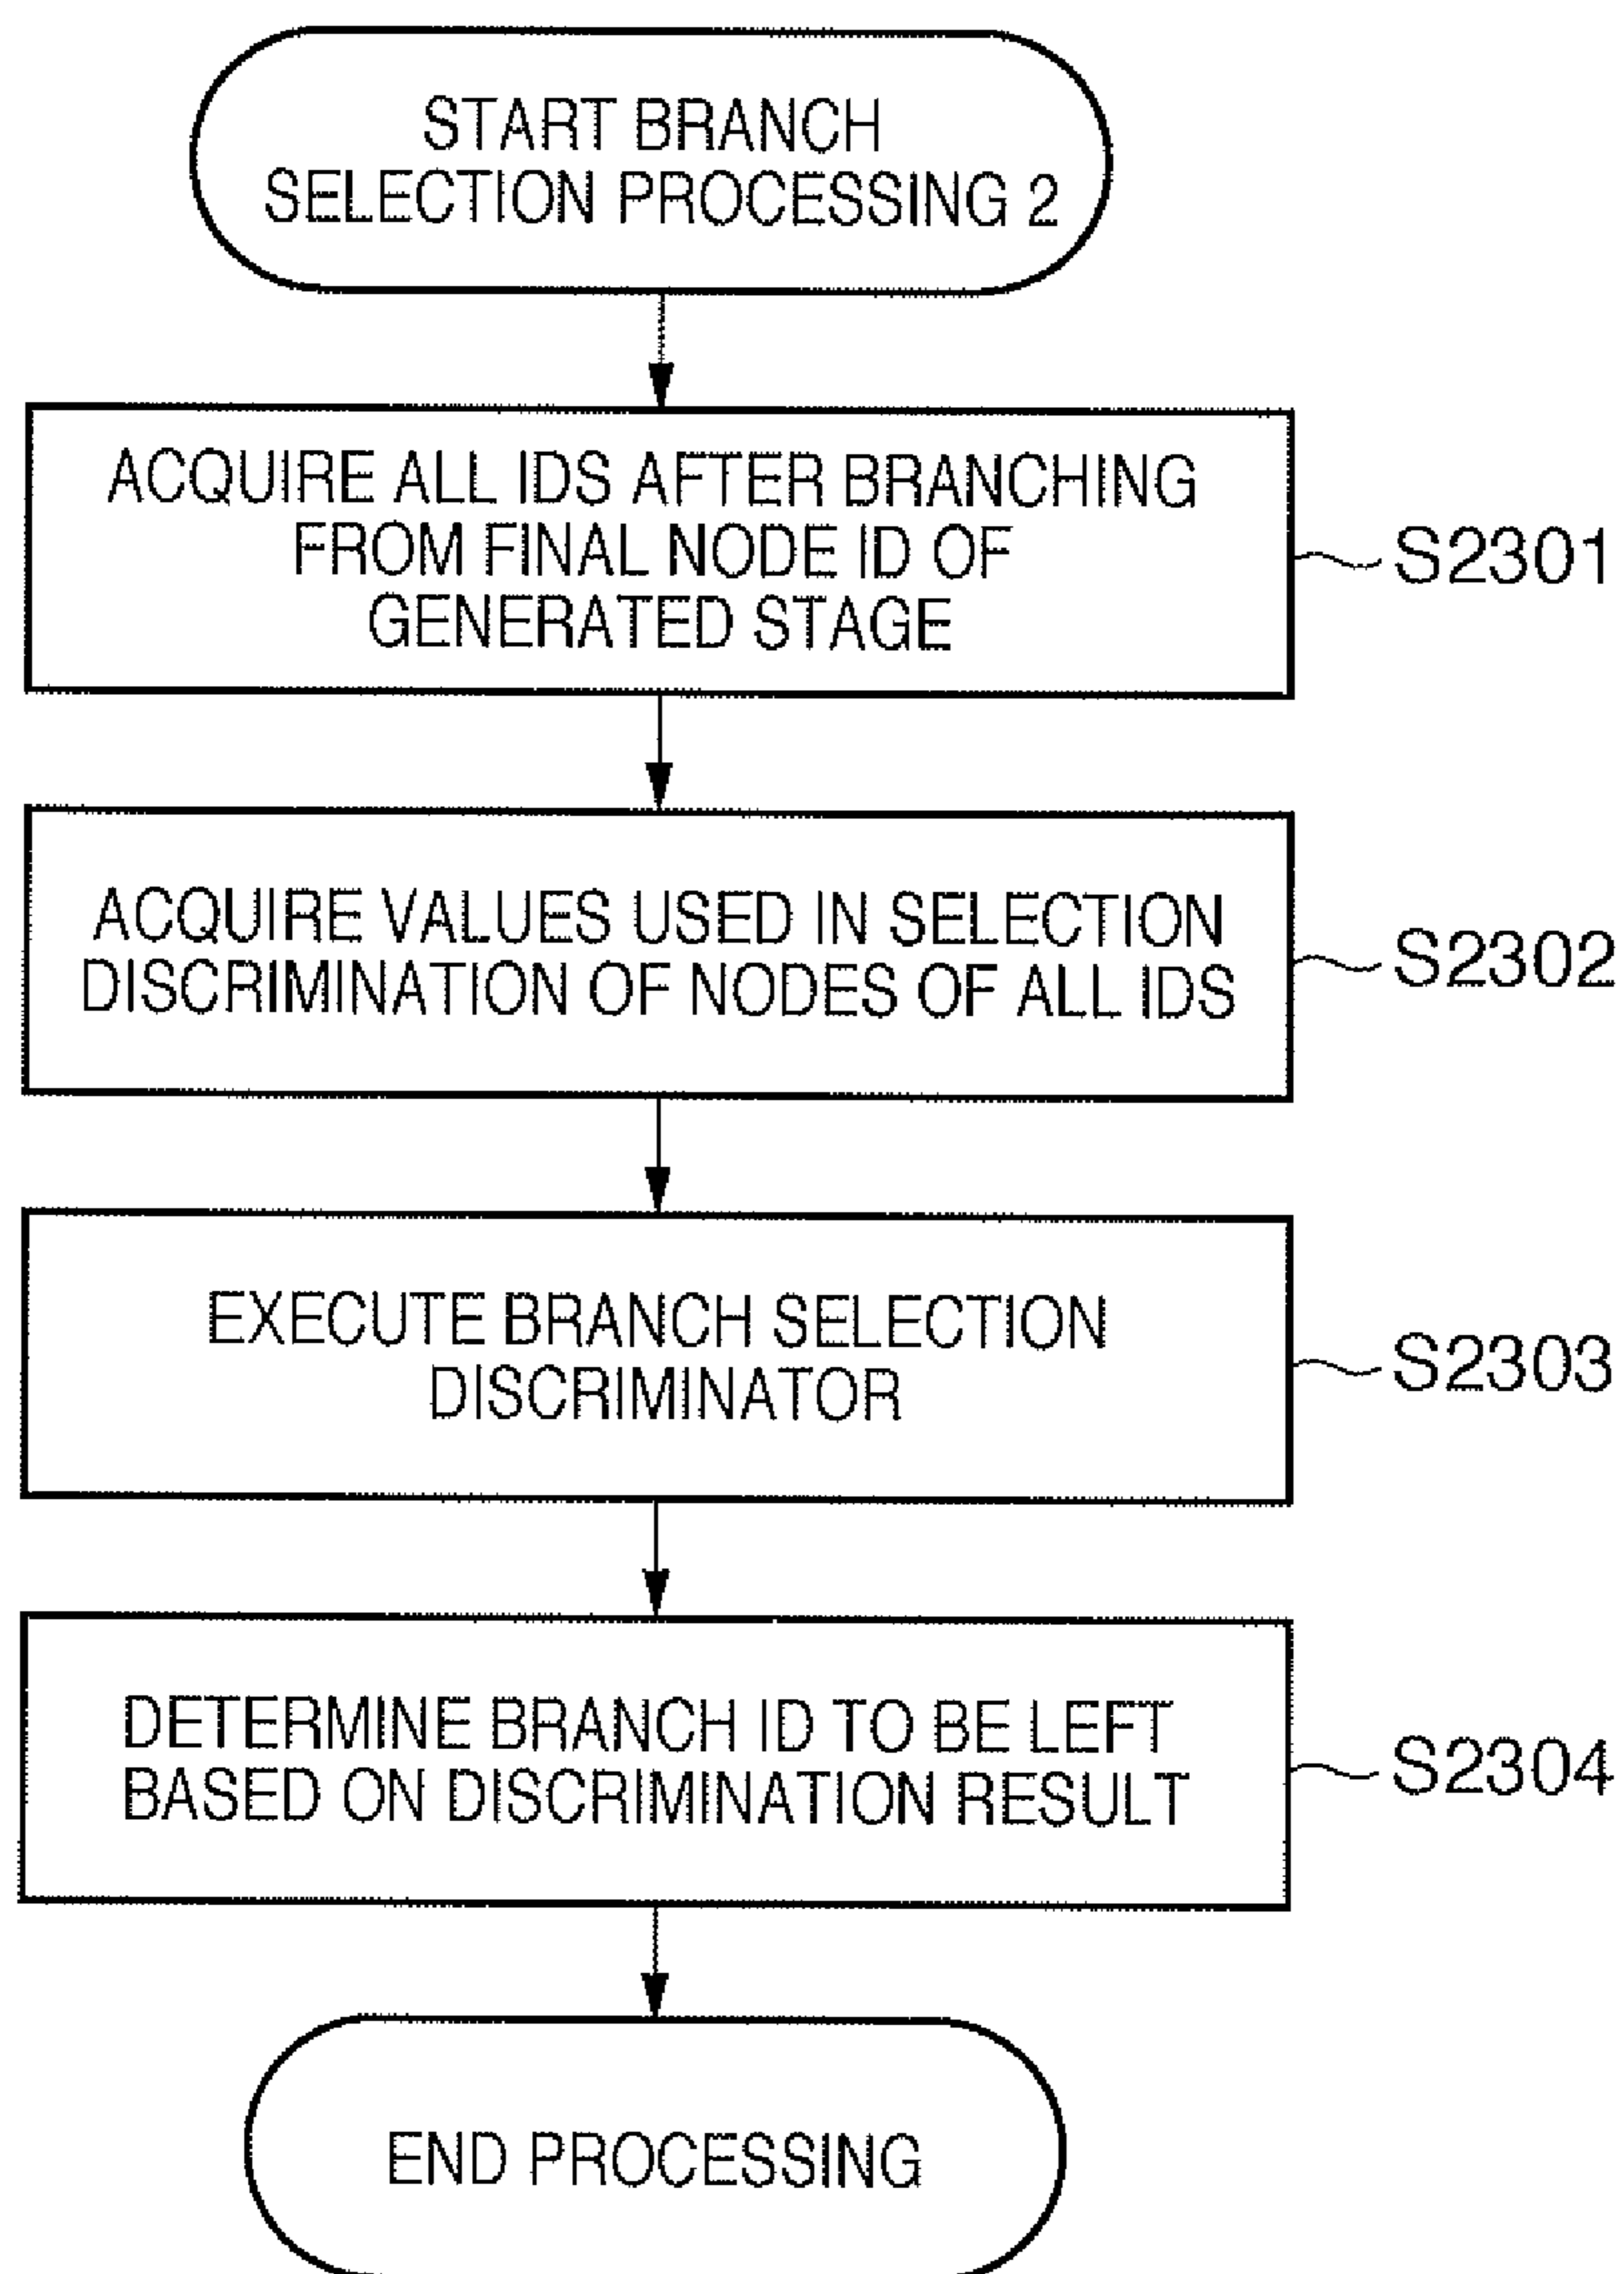 START BRANCH
SELECTION PROCESSING 2
ACQUIRE ALL IDS AFTER BRANCHING
FROM FINAL NODE ID OF
GENERATED STAGE
S2301
ACQUIRE VALUES USED IN SELECTION
DISCRIMINATION OF NODES OF ALL IDS
S2302
EXECUTE BRANCH SELECTION
DISCRIMINATOR
S2303
DETERMINE BRANCH ID TO BE LEFT
BASED ON DISCRIMINATION RESULT
S2304
END PROCESSING